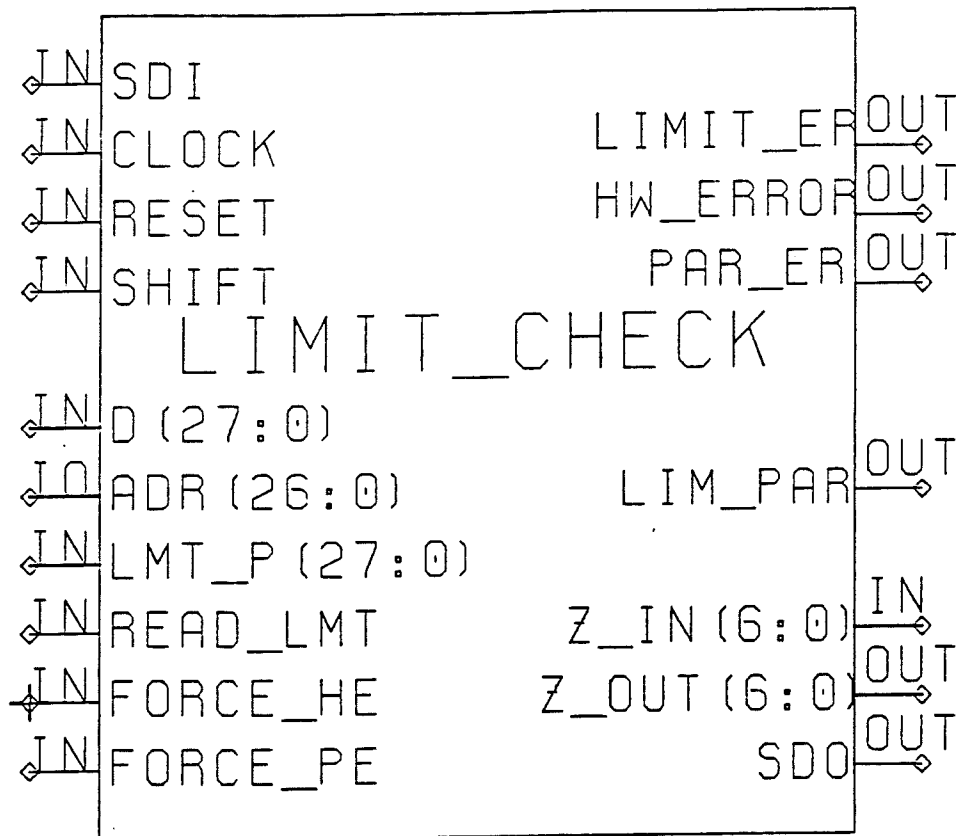 IN SDI
LIMIT_ER OUT
IN CLOCK
HW_ERROR OUT
IN RESET
PAR_ER OUT
IN SHIFT
LIMIT_CHECK
IN D(27:0)
IN ADR(26:0)
LIM_PAR OUT
IN LMT_P(27:0)
IN READ_LMT
Z_IN(6:0) IN
IN FORCE_HE
Z_OUT(6:0) OUT
IN FORCE_PE
SDO OUT